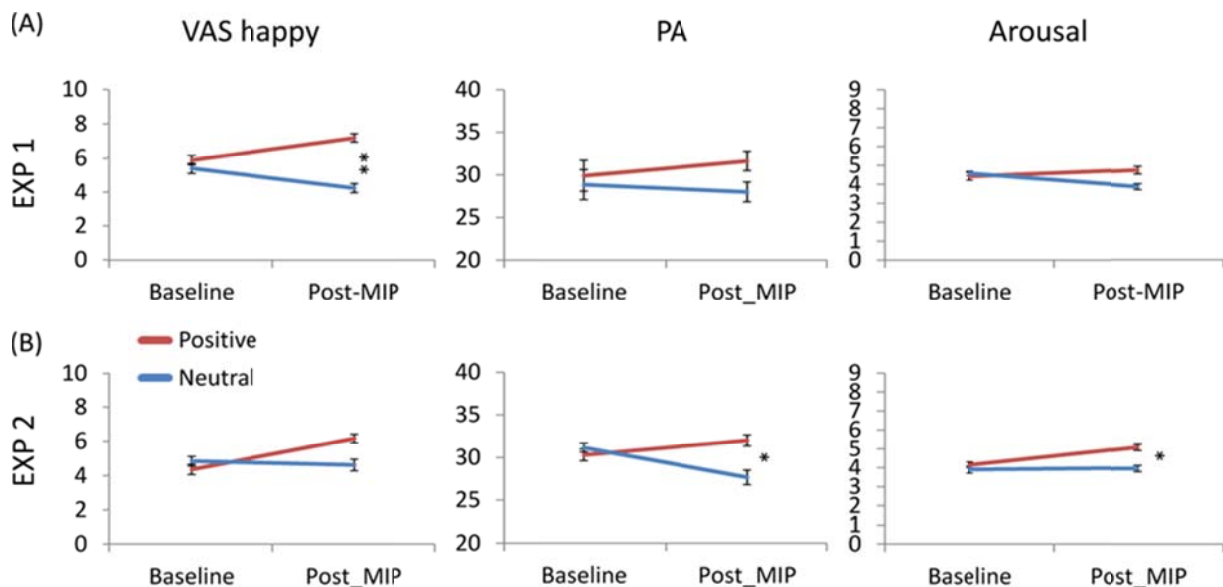 (A)
VAS happy
PA
Arousal
EXP 1
10
8
6
4
2
0
**
Baseline
Post-MIP
40
35
30
25
20
Baseline
Post_MIP
9
8
7
6
5
4
3
2
1
0
Baseline
Post-MIP
(B)
Positive
Neutral
EXP 2
10
8
6
4
2
0
Baseline
Post_MIP
40
35
30
25
20
*
Baseline
Post_MIP
9
8
7
6
5
4
3
2
1
0
*
Baseline
Post_MIP